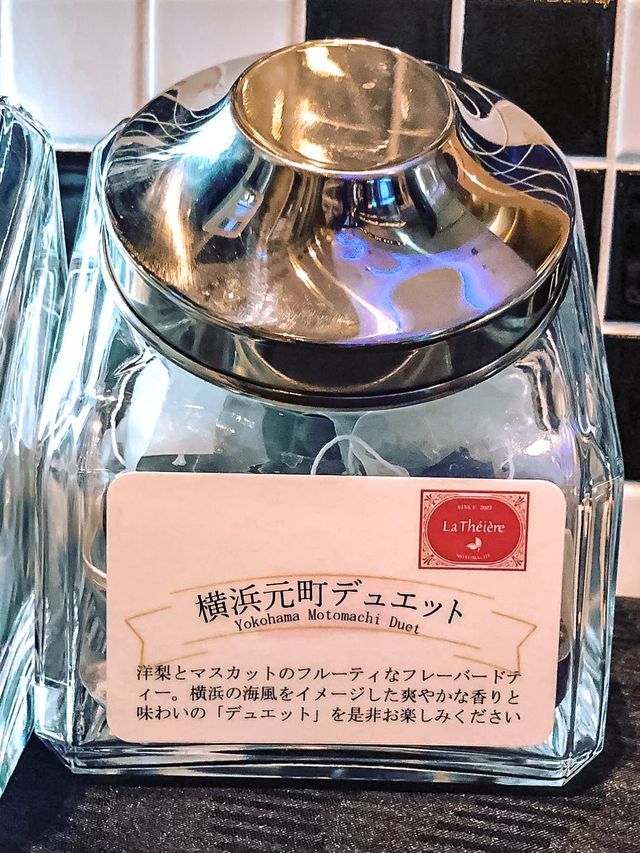 SINCE 2003
La Théière
MOTOMACHI
横浜元町デュエット
Yokohama Motomachi Duet
洋梨とマスカットのフルーティなフレーバードテ
ィー。横浜の海風をイメージした爽やかな香りと
味わいの「デュエット」を是非お楽しみください